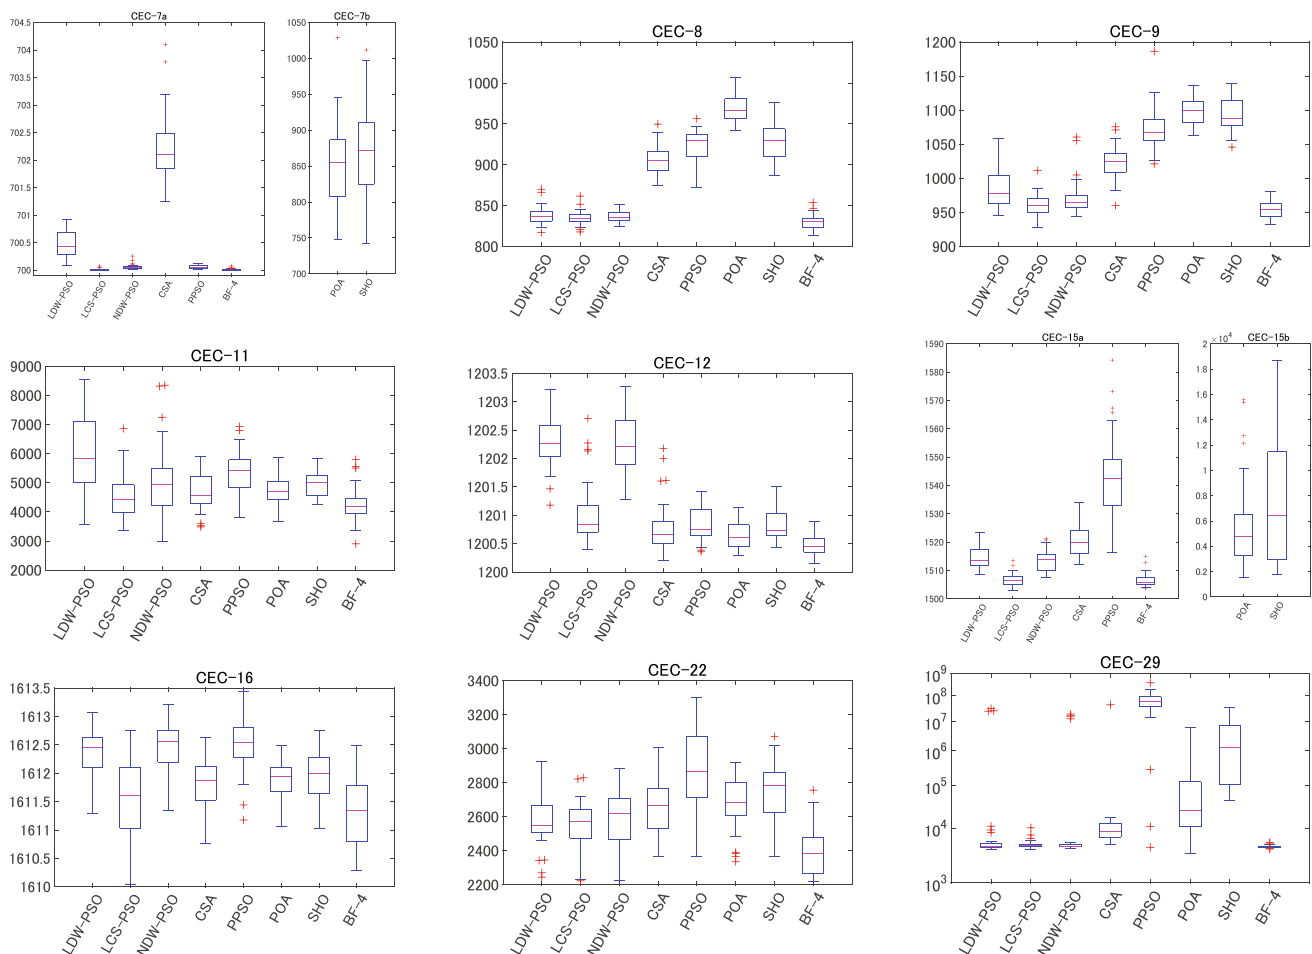 CEC-7a
704.5
704
703.5
703
702.5
702
701.5
701
700.5
700
LDW-PSO
LCS-PSO
NDW-PSO
CSA
PPSO
BF-4
CEC-7b
1050
1000
950
900
850
800
750
700
POA
SHO
CEC-8
1050
1000
950
900
850
800
LDW-PSO
LCS-PSO
NDW-PSO
CSA
PPSO
POA
SHO
BF-4
CEC-9
1200
1150
1100
1050
1000
950
900
LDW-PSO
LCS-PSO
NDW-PSO
CSA
PPSO
POA
SHO
BF-4
CEC-11
9000
8000
7000
6000
5000
4000
3000
2000
LDW-PSO
LCS-PSO
NDW-PSO
CSA
PPSO
POA
SHO
BF-4
CEC-12
1203.5
1203
1202.5
1202
1201.5
1201
1200.5
1200
LDW-PSO
LCS-PSO
NDW-PSO
CSA
PPSO
POA
SHO
BF-4
CEC-15a
1590
1580
1570
1560
1550
1540
1530
1520
1510
1500
LDW-PSO
LCS-PSO
NDW-PSO
CSA
PPSO
BF-4
CEC-15b
×10⁴
2
1.8
1.6
1.4
1.2
1
0.8
0.6
0.4
0.2
0
POA
SHO
CEC-16
1613.5
1613
1612.5
1612
1611.5
1611
1610.5
1610
LDW-PSO
LCS-PSO
NDW-PSO
CSA
PPSO
POA
SHO
BF-4
CEC-22
3400
3200
3000
2800
2600
2400
2200
LDW-PSO
LCS-PSO
NDW-PSO
CSA
PPSO
POA
SHO
BF-4
CEC-29
10⁹
10⁸
10⁷
10⁶
10⁵
10⁴
10³
LDW-PSO
LCS-PSO
NDW-PSO
CSA
PPSO
POA
SHO
BF-4